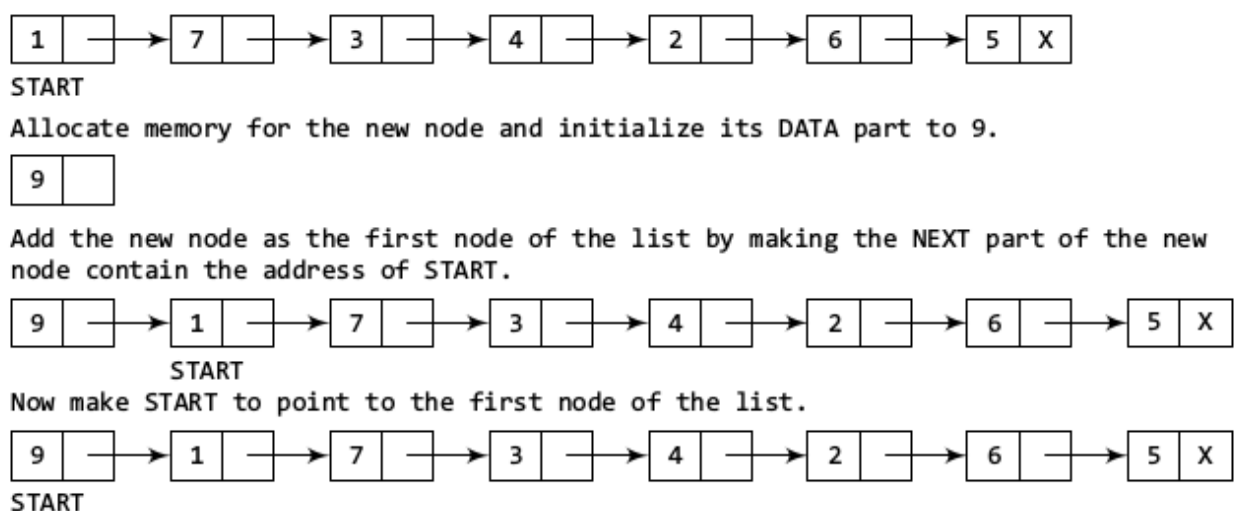 1 7 3 4 2 6 5 X
START
Allocate memory for the new node and initialize its DATA part to 9.
9
Add the new node as the first node of the list by making the NEXT part of the new
node contain the address of START.
9 1 7 3 4 2 6 5 X
START
Now make START to point to the first node of the list.
9 1 7 3 4 2 6 5 X
START